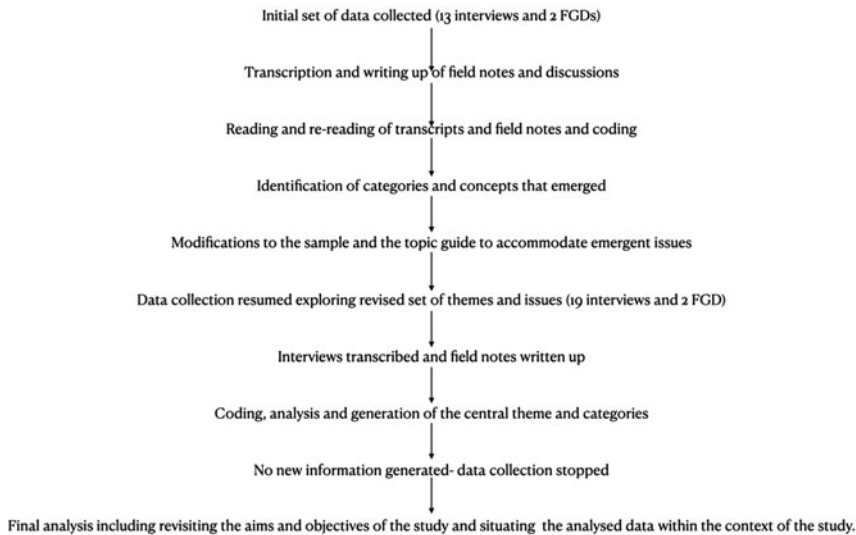 Initial set of data collected (13 interviews and 2 FGDs)
Transcription and writing up of field notes and discussions
Reading and re-reading of transcripts and field notes and coding
Identification of categories and concepts that emerged
Modifications to the sample and the topic guide to accommodate emergent issues
Data collection resumed exploring revised set of themes and issues (19 interviews and 2 FGD)
Interviews transcribed and field notes written up
Coding, analysis and generation of the central theme and categories
No new information generated- data collection stopped
Final analysis including revisiting the aims and objectives of the study and situating the analysed data within the context of the study.